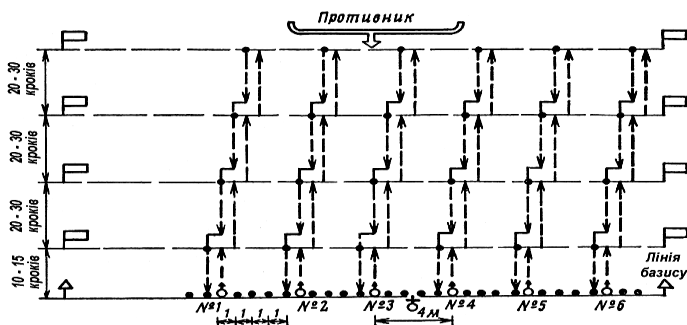 Противник
20 - 30
кроків
20 - 30
кроків
20 - 30
кроків
10 - 15
кроків
Лінія
базису
№1 №2 №3 №4 №5 №6
1 1 1 1
4 м